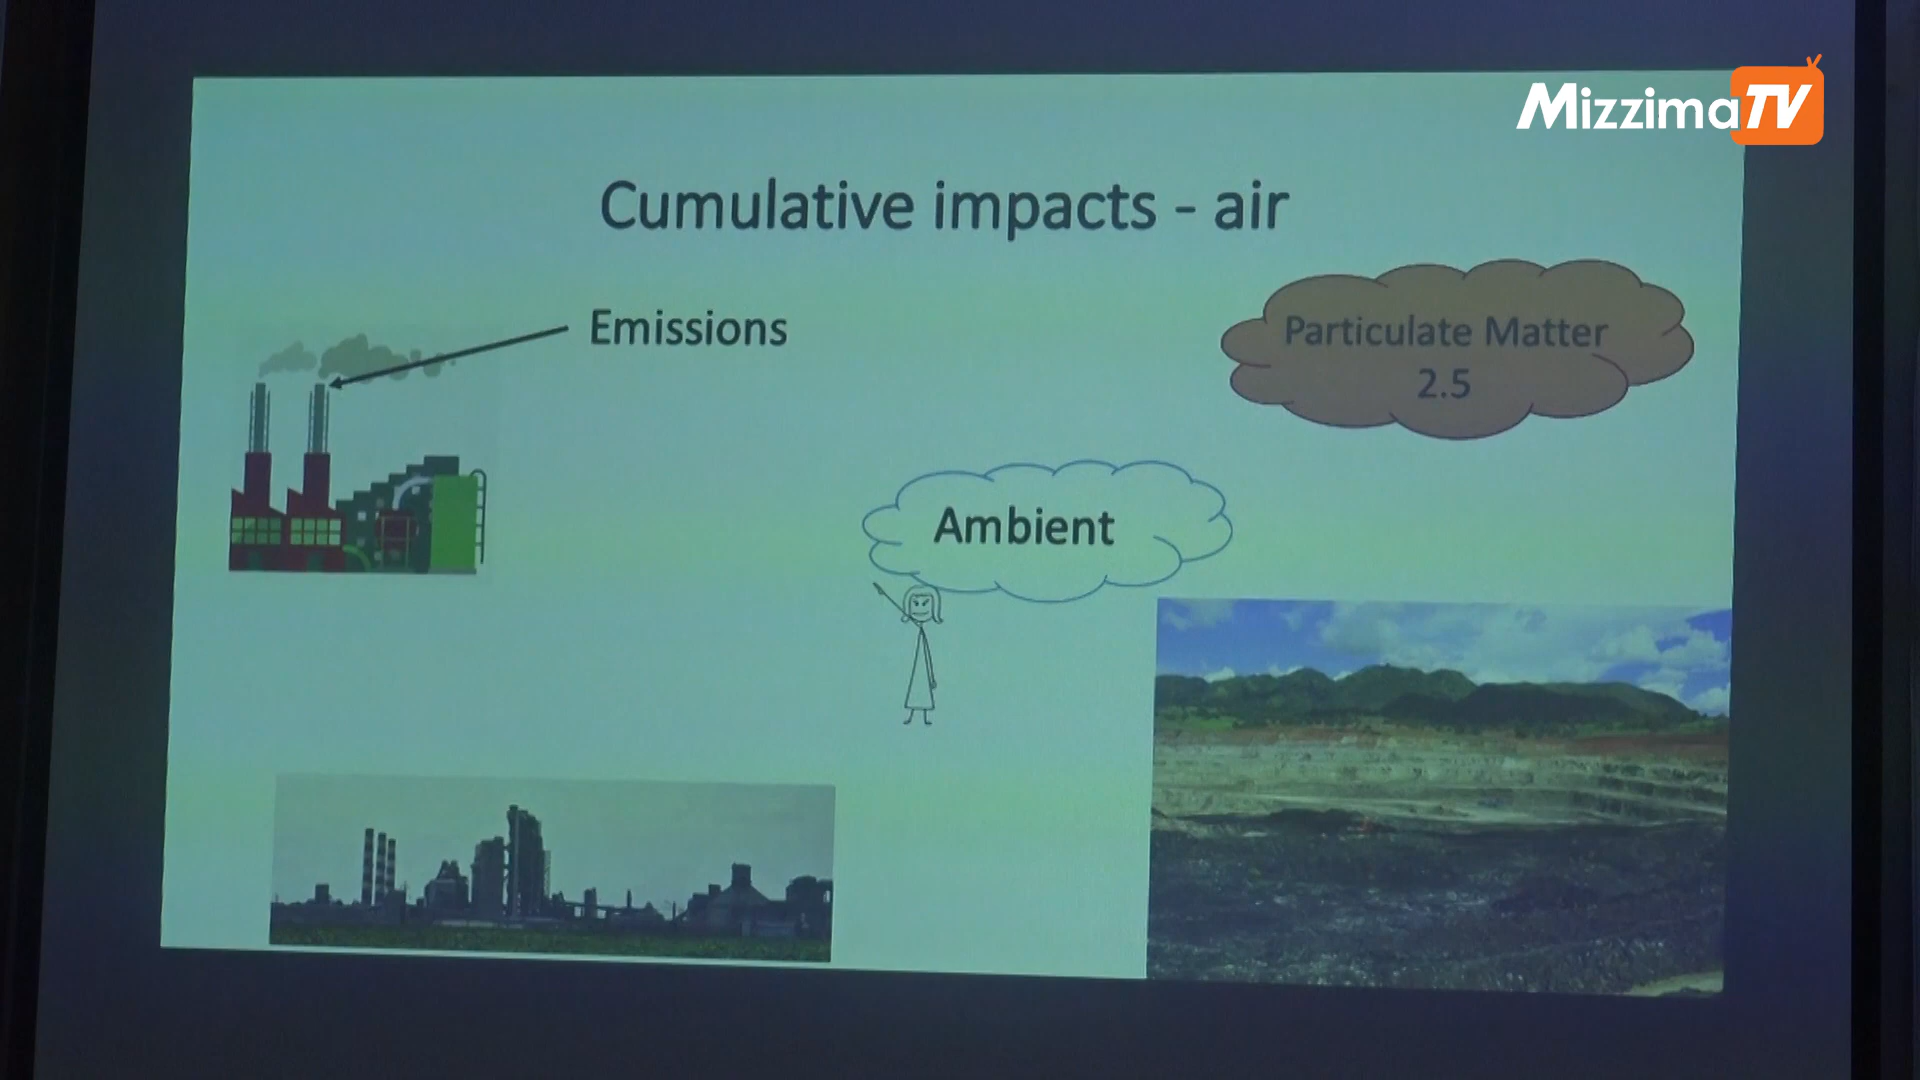 MizzimaTV
Cumulative impacts - air
Emissions
Particulate Matter
2.5
Ambient